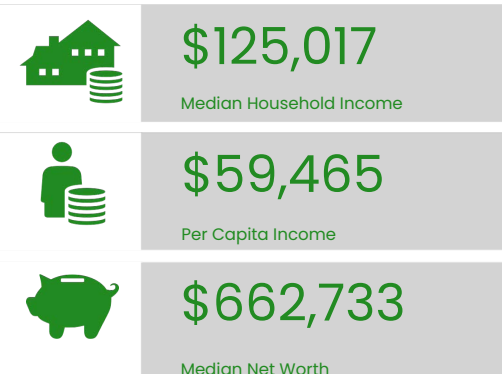 $125,017
Median Household Income
$59,465
Per Capita Income
$662,733
Median Net Worth